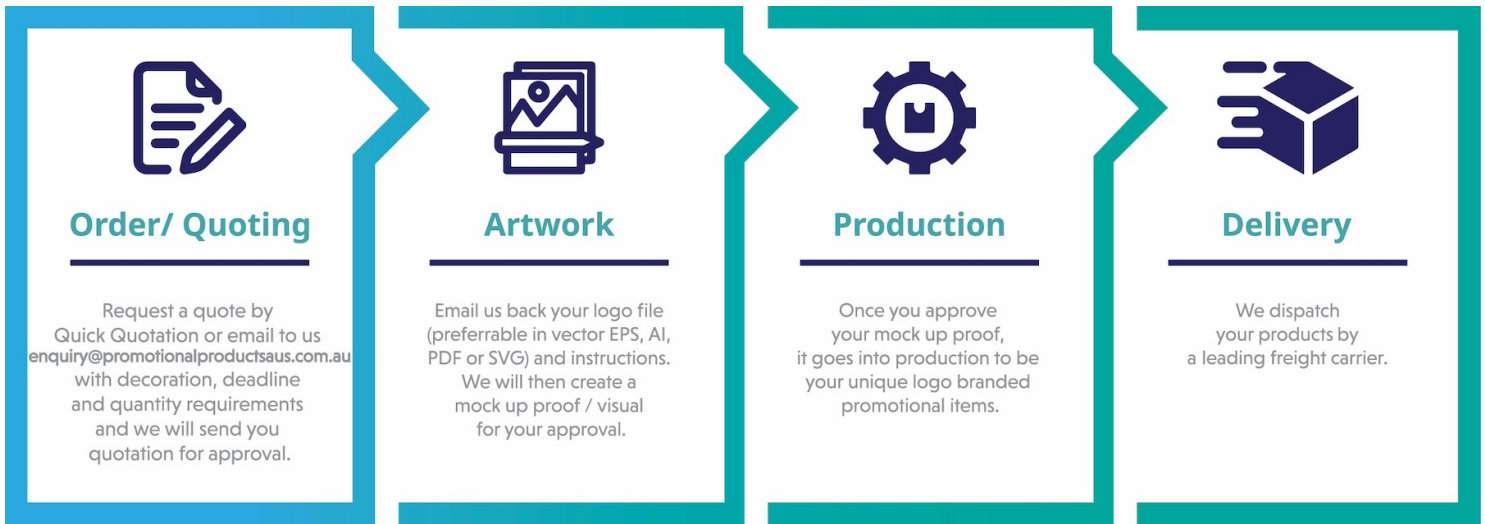 Order/ Quoting
Request a quote by
Quick Quotation or email to us
enquiry@promotionalproductsaus.com.au
with decoration, deadline
and quantity requirements
and we will send you
quotation for approval.
Artwork
Email us back your logo file
(preferrable in vector EPS, AI,
PDF or SVG) and instructions.
We will then create a
mock up proof / visual
for your approval.
Production
Once you approve
your mock up proof,
it goes into production to be
your unique logo branded
promotional items.
Delivery
We dispatch
your products by
a leading freight carrier.